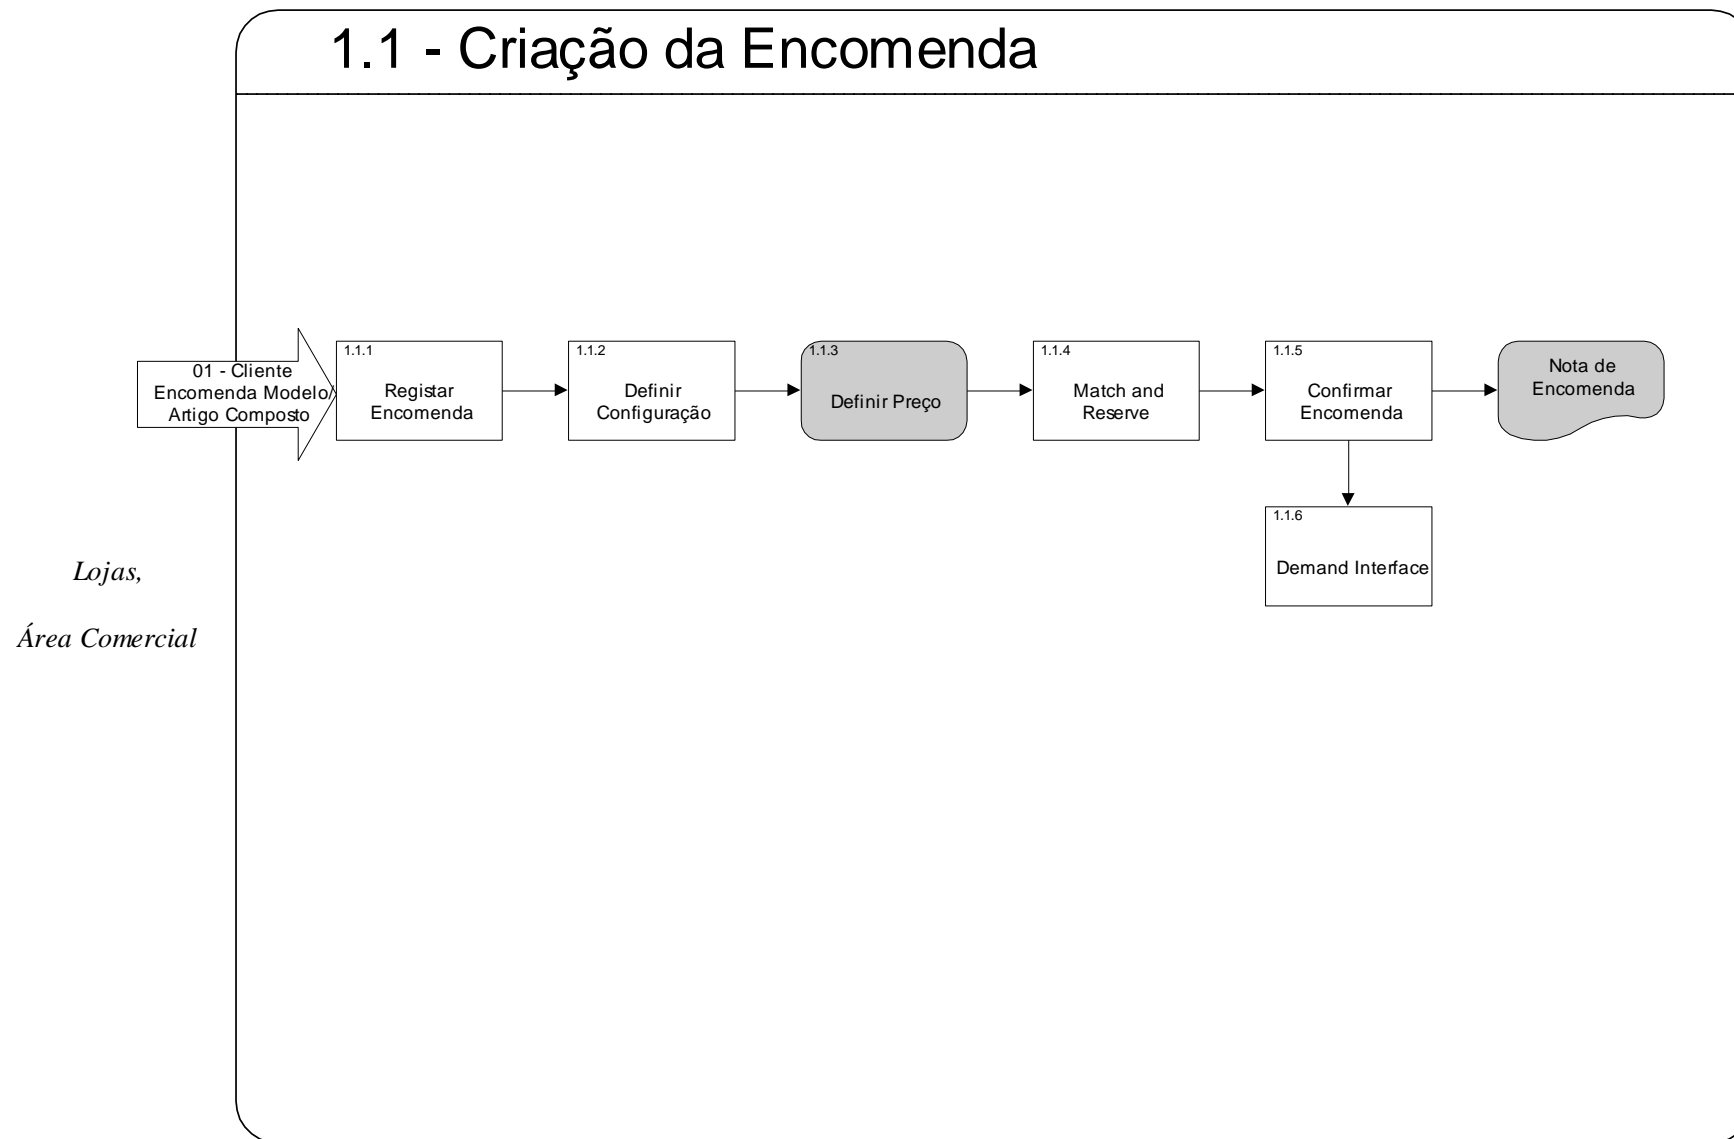 1.1 - Criação da Encomenda
01 - Cliente
Encomenda Modelo/
Artigo Composto
1.1.1
Registar
Encomenda
1.1.2
Definir
Configuração
1.1.3
Definir Preço
1.1.4
Match and
Reserve
1.1.5
Confirmar
Encomenda
Nota de
Encomenda
1.1.6
Demand Interface
Lojas,
Área Comercial